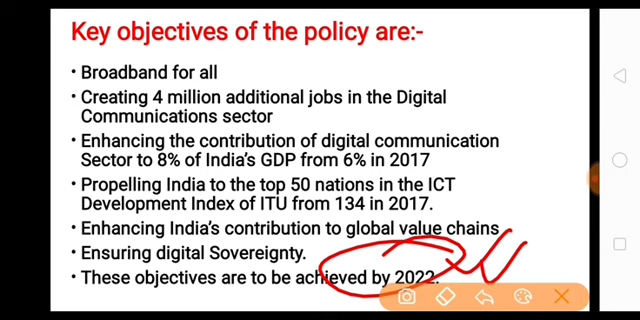 Key objectives of the policy are:-
• Broadband for all
• Creating 4 million additional jobs in the Digital
Communications sector
• Enhancing the contribution of digital communication
Sector to 8% of India's GDP from 6% in 2017
• Propelling India to the top 50 nations in the ICT
Development Index of ITU from 134 in 2017.
• Enhancing India's contribution to global value chains
• Ensuring digital Sovereignty.
• These objectives are to be achieved by 2022.